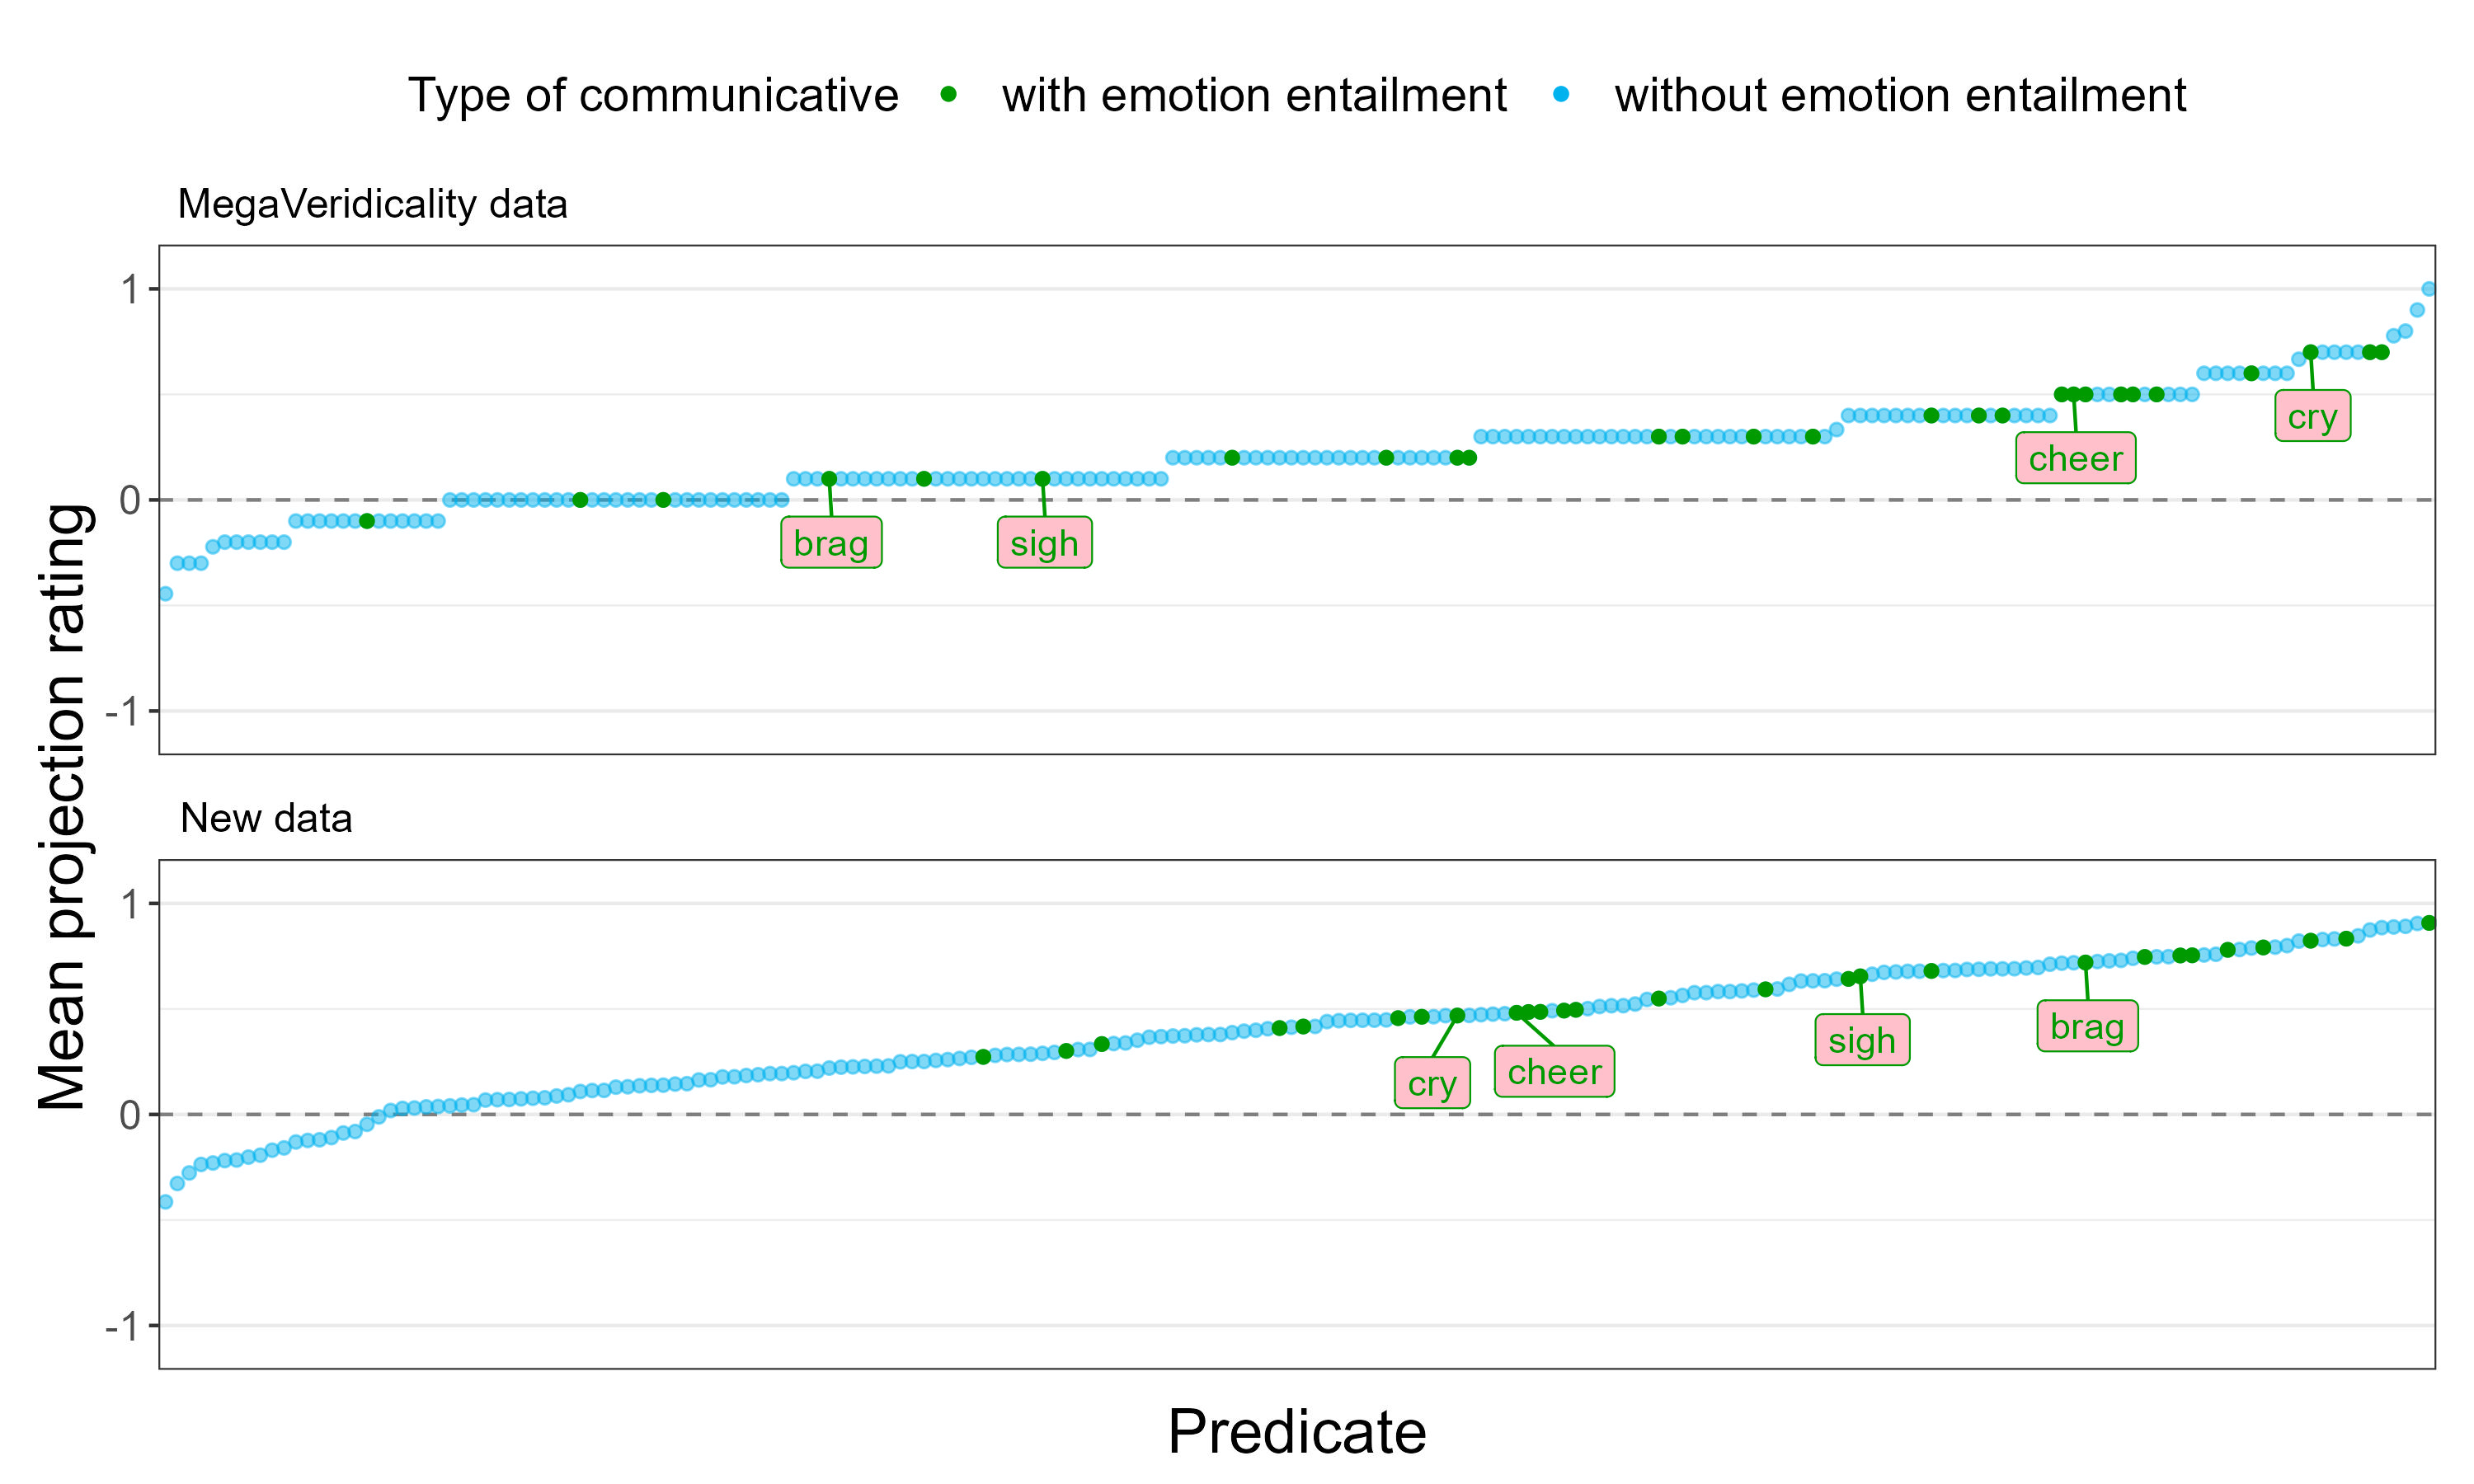 Type of communicative with emotion entailment without emotion entailment
MegaVeridicality data
1
0
-1
brag
sigh
cheer
cry
New data
1
0
-1
cry
cheer
sigh
brag
Mean projection rating
Predicate